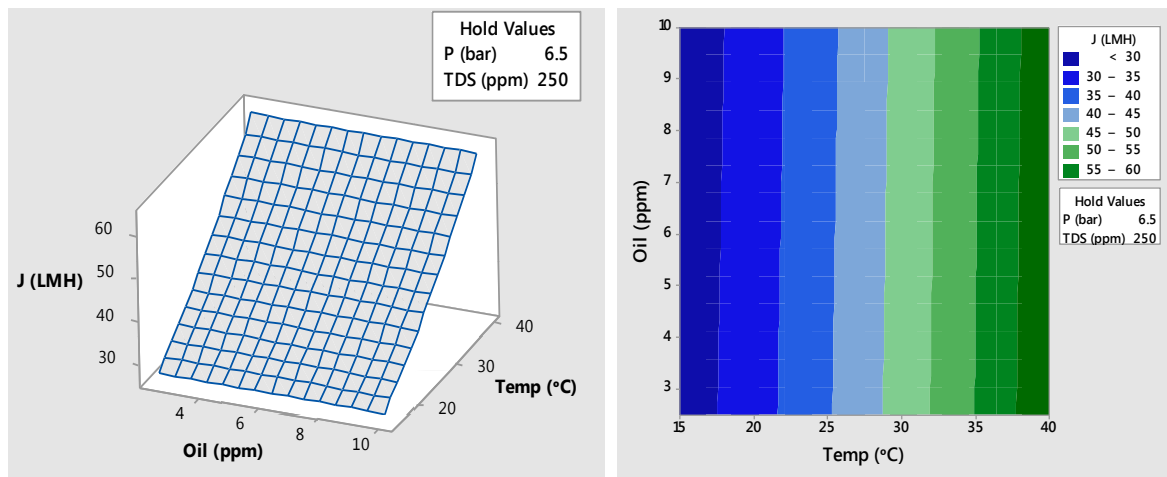 Hold Values
P (bar) 6.5
TDS (ppm) 250
60
50
40
30
J (LMH)
4
6
8
10
Oil (ppm)
20
30
40
Temp (°C)
10
9
8
7
6
5
4
3
Oil (ppm)
15 20 25 30 35 40
Temp (°C)
J (LMH)
< 30
30 – 35
35 – 40
40 – 45
45 – 50
50 – 55
55 – 60
Hold Values
P (bar) 6.5
TDS (ppm) 250